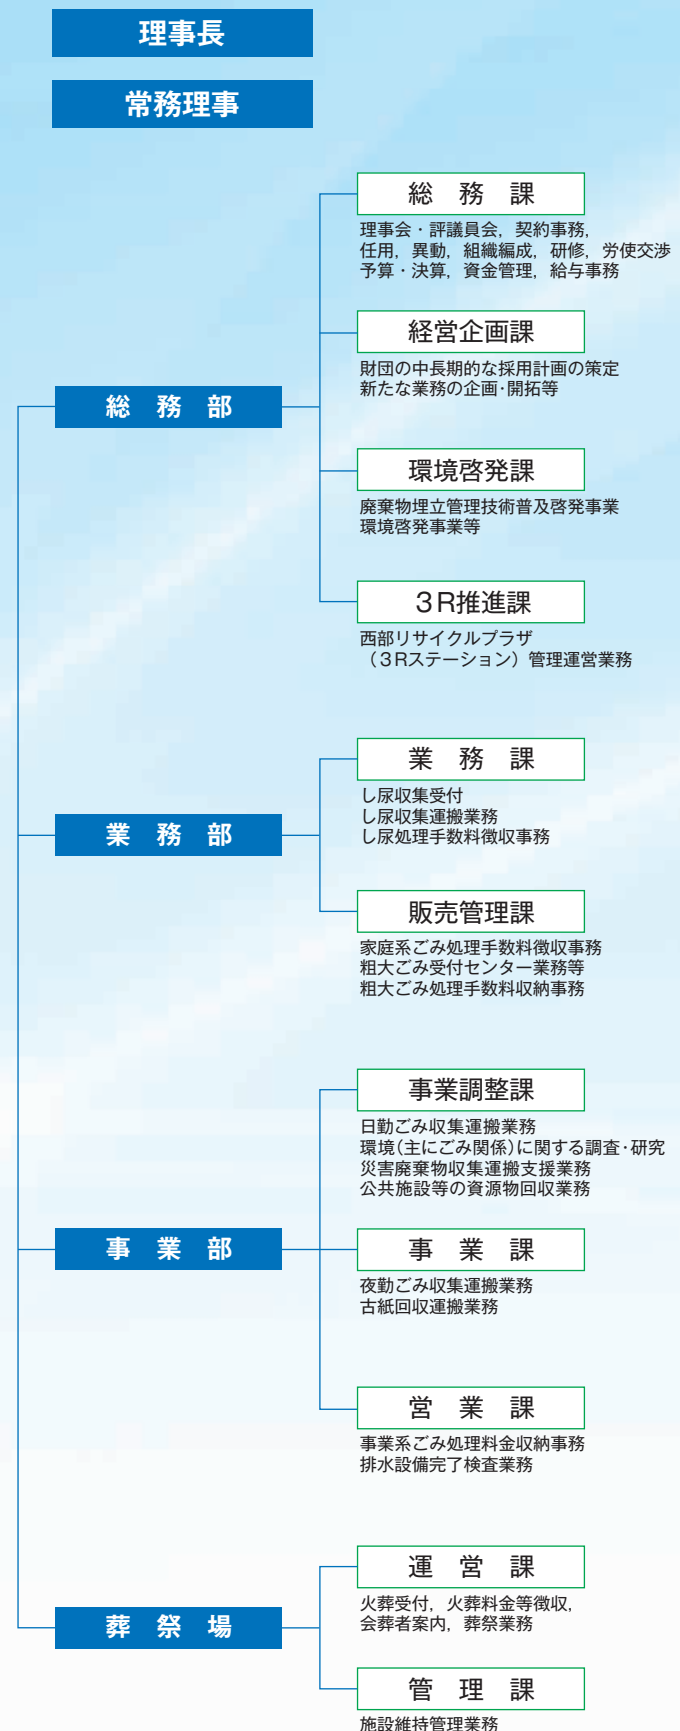 理事長
常務理事
総　務　課
理事会・評議員会，契約事務，
任用，異動，組織編成，研修，労使交渉
予算・決算，資金管理，給与事務
経営企画課
財団の中長期的な採用計画の策定
新たな業務の企画・開拓等
総　務　部
環境啓発課
廃棄物埋立管理技術普及啓発事業
環境啓発事業等
３Ｒ推進課
西部リサイクルプラザ
（３Ｒステーション）管理運営業務
業　務　課
し尿収集受付
し尿収集運搬業務
し尿処理手数料徴収事務
業　務　部
販売管理課
家庭系ごみ処理手数料徴収事務
粗大ごみ受付センター業務等
粗大ごみ処理手数料収納事務
事業調整課
日勤ごみ収集運搬業務
環境（主にごみ関係）に関する調査・研究
災害廃棄物収集運搬支援業務
公共施設等の資源物回収業務
事　業　部
事　業　課
夜勤ごみ収集運搬業務
古紙回収運搬業務
営　業　課
事業系ごみ処理料金収納事務
排水設備完了検査業務
運　営　課
火葬受付，火葬料金等徴収，
会葬者案内，葬祭業務
葬　祭　場
管　理　課
施設維持管理業務